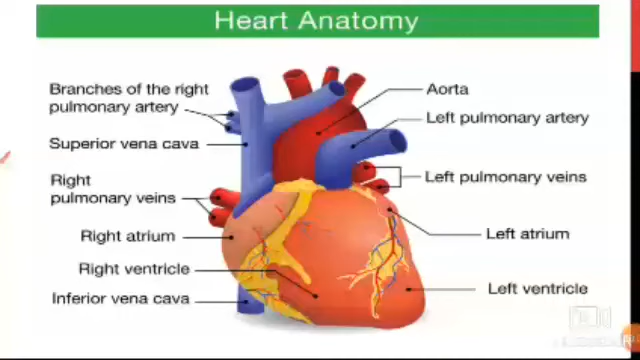 Heart Anatomy
Branches of the right
pulmonary artery
Superior vena cava
Right
pulmonary veins
Right atrium
Right ventricle
Inferior vena cava
Aorta
Left pulmonary artery
Left pulmonary veins
Left atrium
Left ventricle